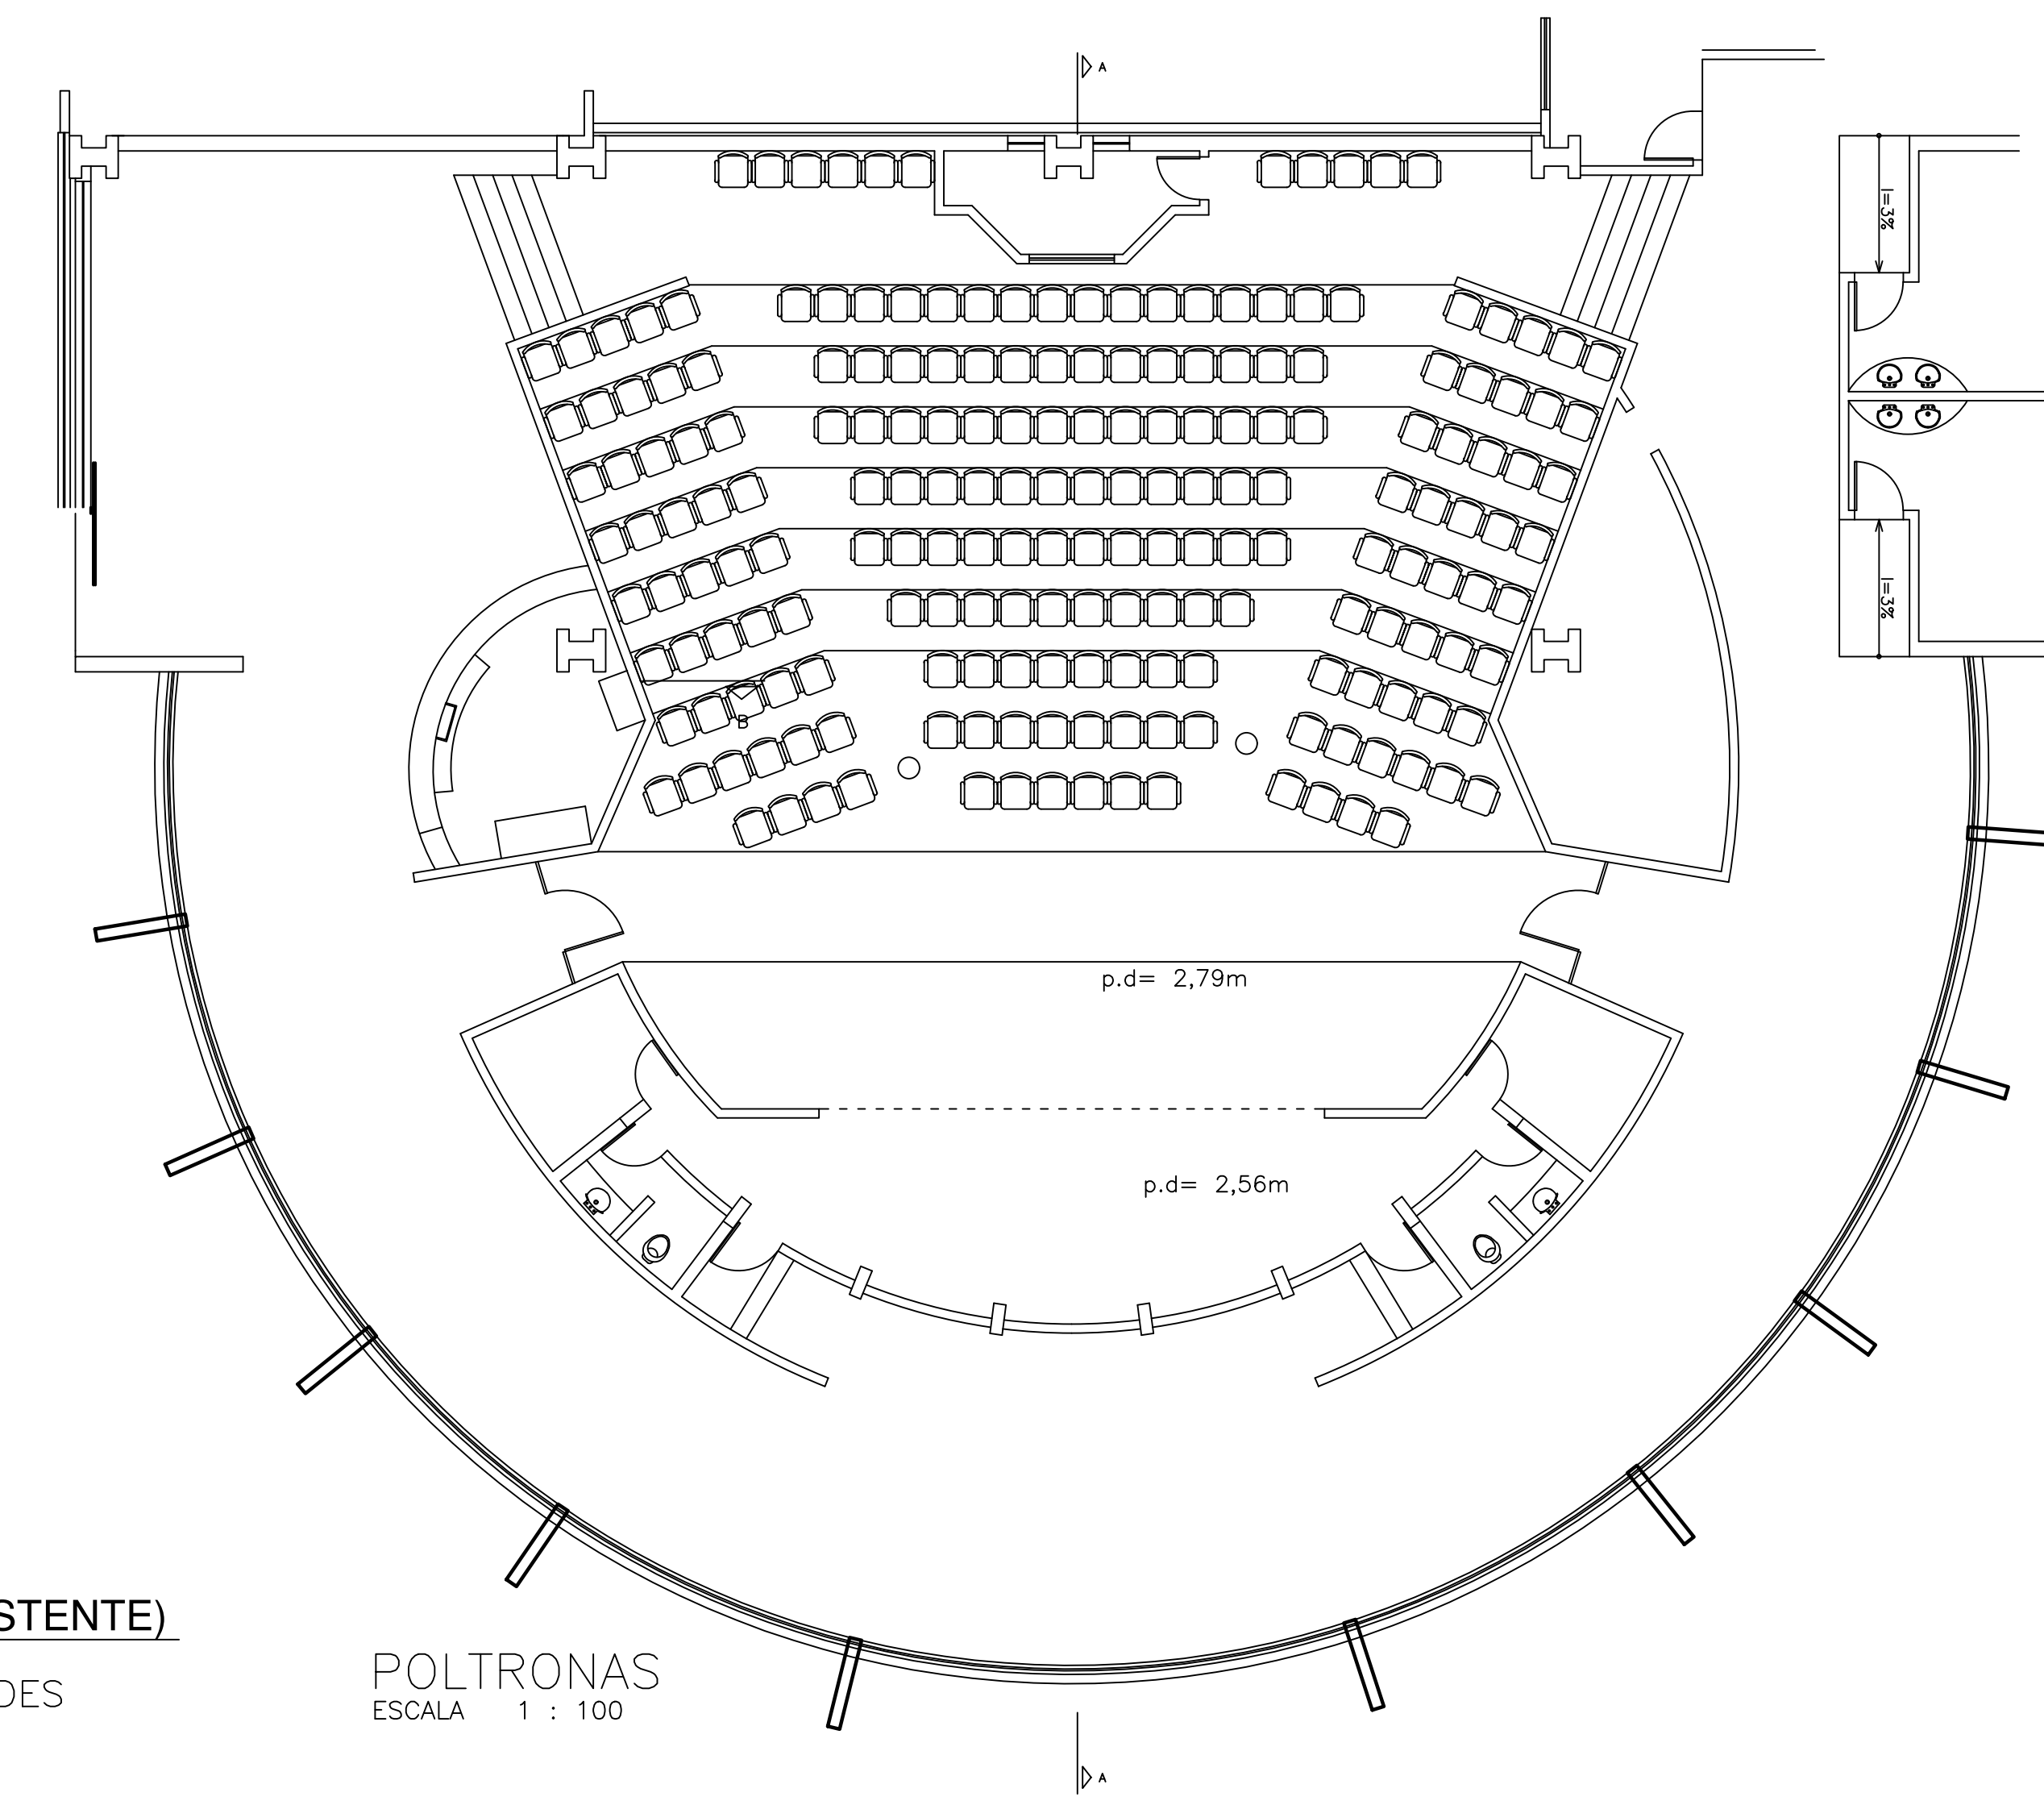 A
I=3%
I=3%
B
p.d= 2,79m
p.d= 2,56m
STENTE)
DES
POLTRONAS
ESCALA 1 : 100
A